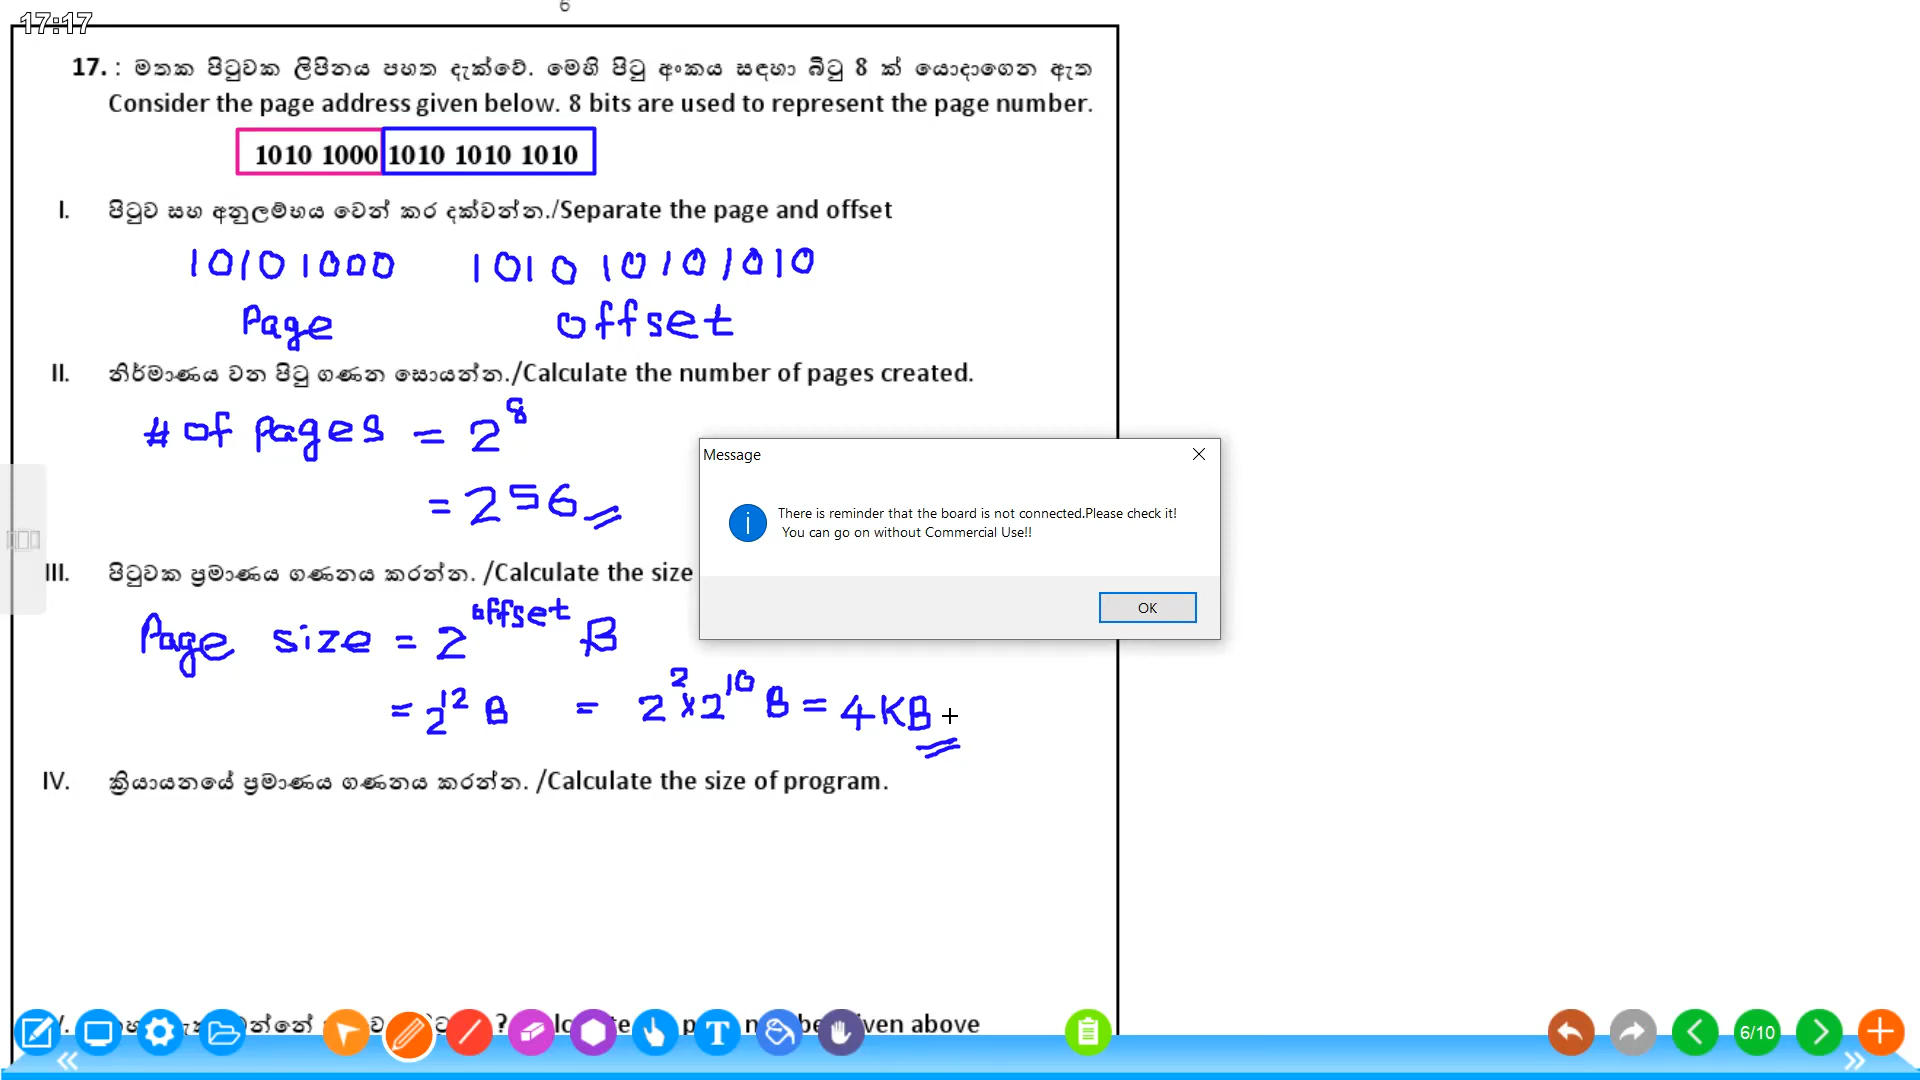 6
17:17
17. : මතක පිටුවක ලිපිනය පහත දැක්වේ. මෙහි පිටු අංකය සඳහා බිටු 8 ක් යොදාගෙන ඇත
Consider the page address given below. 8 bits are used to represent the page number.
1010 1000 1010 1010 1010
I. පිටුව සහ අනුලම්භය වෙන් කර දක්වන්න./Separate the page and offset
10101000 101010101010
Page offset
II. නිර්මාණය වන පිටු ගණන සොයන්න./Calculate the number of pages created.
# of pages = 2^8
= 256
Message
There is reminder that the board is not connected.Please check it!
You can go on without Commercial Use!!
OK
III. පිටුවක ප්‍රමාණය ගණනය කරන්න. /Calculate the size
Page size = 2^offset B
= 2^12 B = 2^2 x 2^10 B = 4KB
IV. ක්‍රියායනයේ ප්‍රමාණය ගණනය කරන්න. /Calculate the size of program.
given above
T
6/10